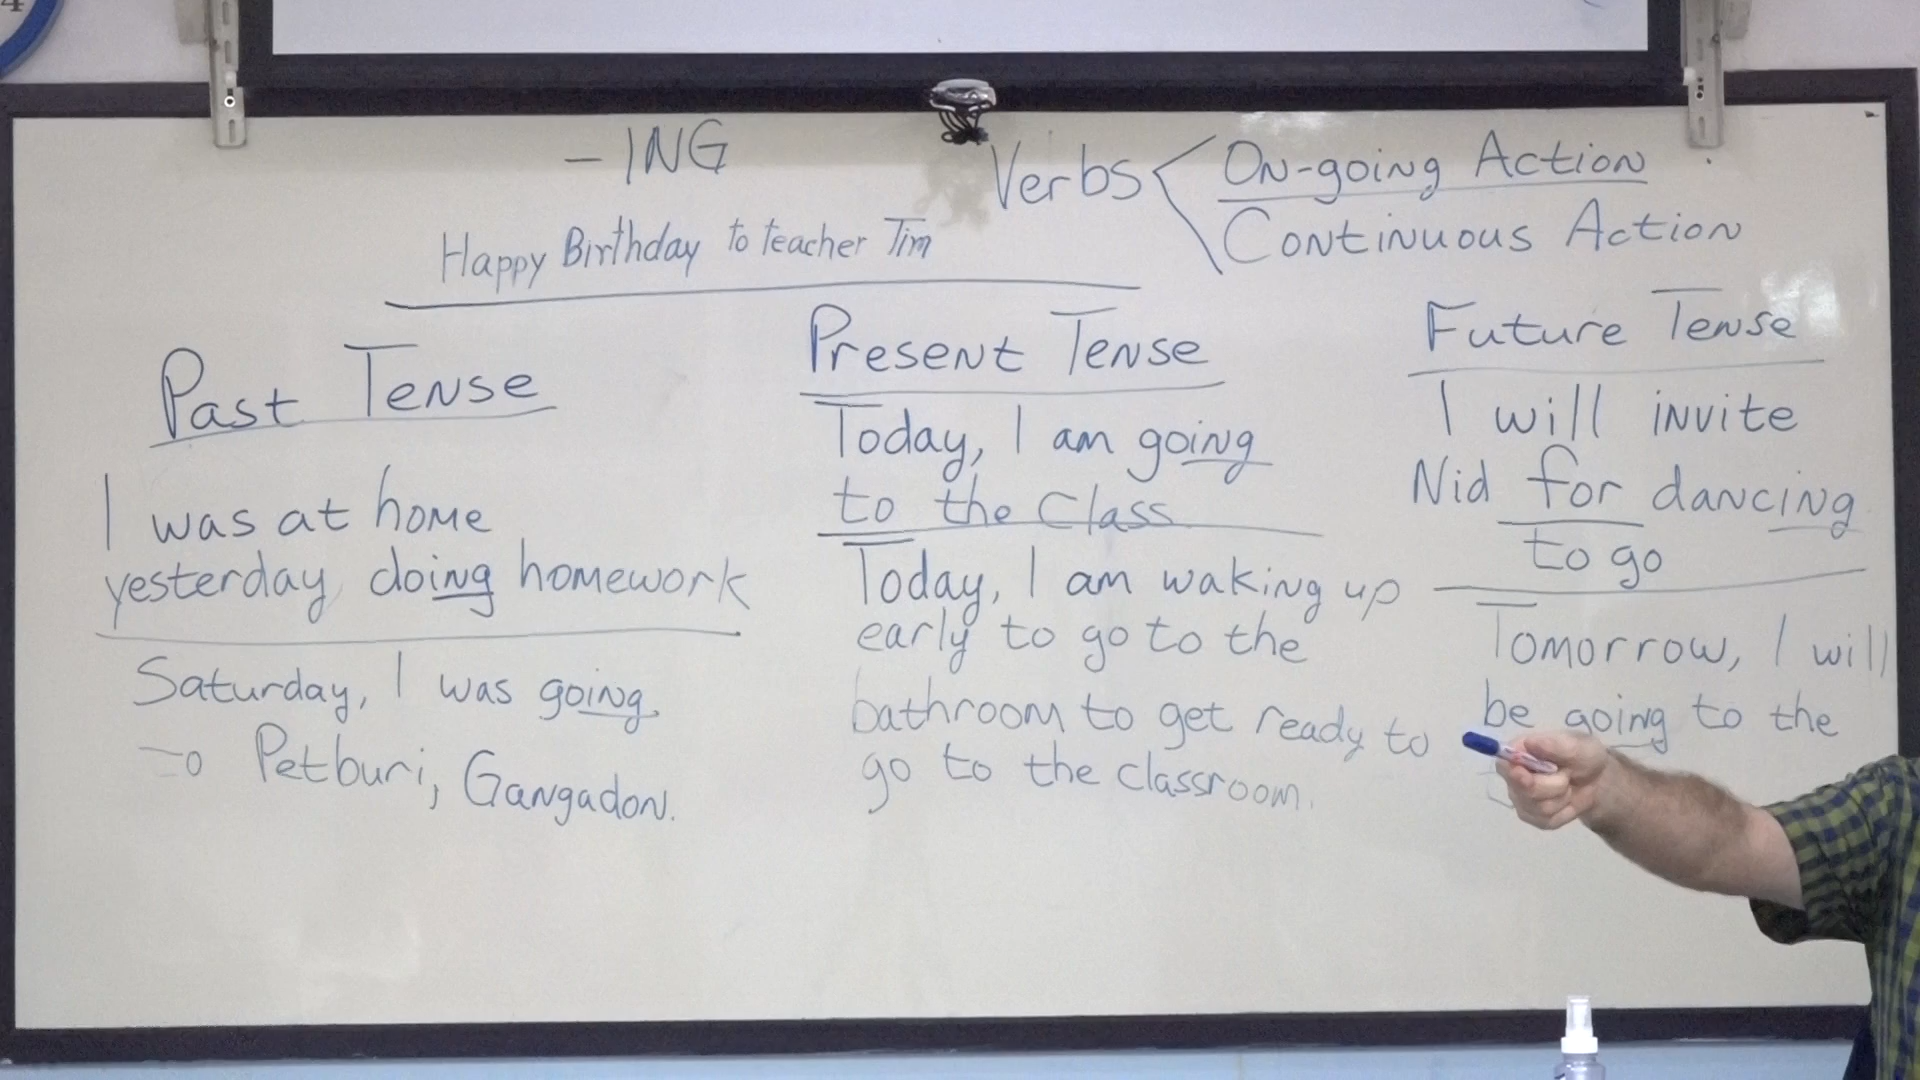 4
- ING
Verbs
On-going Action
Continuous Action
Happy Birthday to teacher Tim
Past Tense
I was at home
yesterday, doing homework
Saturday, I was going
to Petburi, Gangadon.
Present Tense
Today, I am going
to the Class
Today, I am waking up
early to go to the
bathroom to get ready to
go to the classroom.
Future Tense
I will invite
Nid for dancing
to go
Tomorrow, I will
be going to the